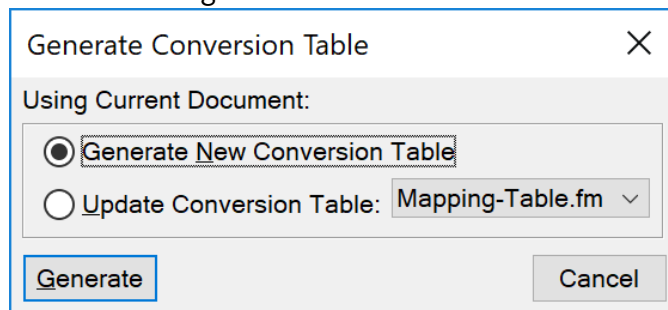 Generate Conversion Table
Using Current Document:
Generate New Conversion Table
Update Conversion Table: Mapping-Table.fm
Generate Cancel